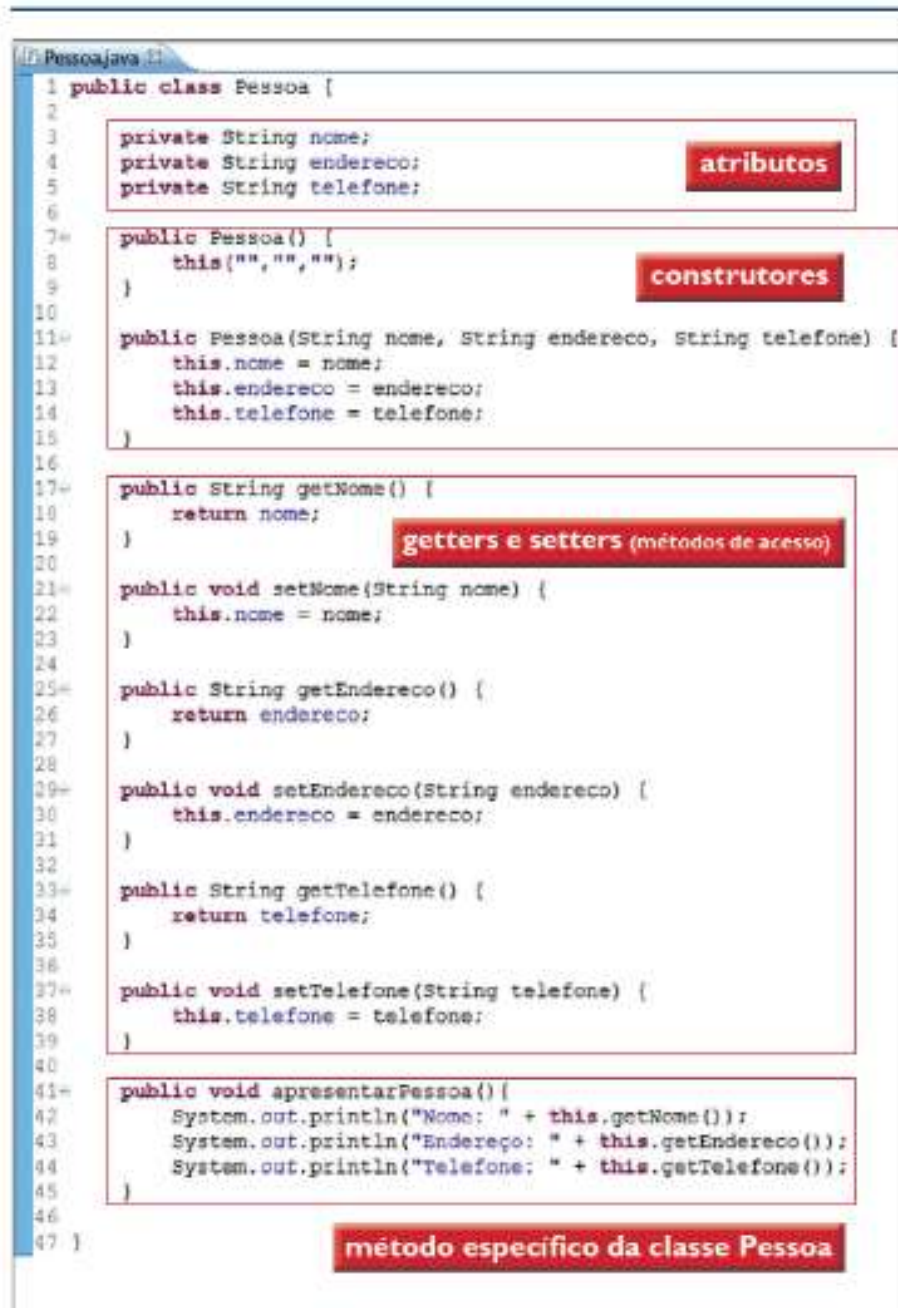 Pessoa.java
1 public class Pessoa {
2
3 private String nome;
4 private String endereco;
5 private String telefone;
atributos
6
7 public Pessoa() {
8 this("","","");
9 }
construtores
10
11 public Pessoa(String nome, String endereco, String telefone) {
12 this.nome = nome;
13 this.endereco = endereco;
14 this.telefone = telefone;
15 }
16
17 public String getNome() {
18 return nome;
19 }
getters e setters (métodos de acesso)
20
21 public void setNome(String nome) {
22 this.nome = nome;
23 }
24
25 public String getEndereco() {
26 return endereco;
27 }
28
29 public void setEndereco(String endereco) {
30 this.endereco = endereco;
31 }
32
33 public String getTelefone() {
34 return telefone;
35 }
36
37 public void setTelefone(String telefone) {
38 this.telefone = telefone;
39 }
40
41 public void apresentarPessoa(){
42 System.out.println("Nome: " + this.getNome());
43 System.out.println("Endereço: " + this.getEndereco());
44 System.out.println("Telefone: " + this.getTelefone());
45 }
46
47 }
método específico da classe Pessoa